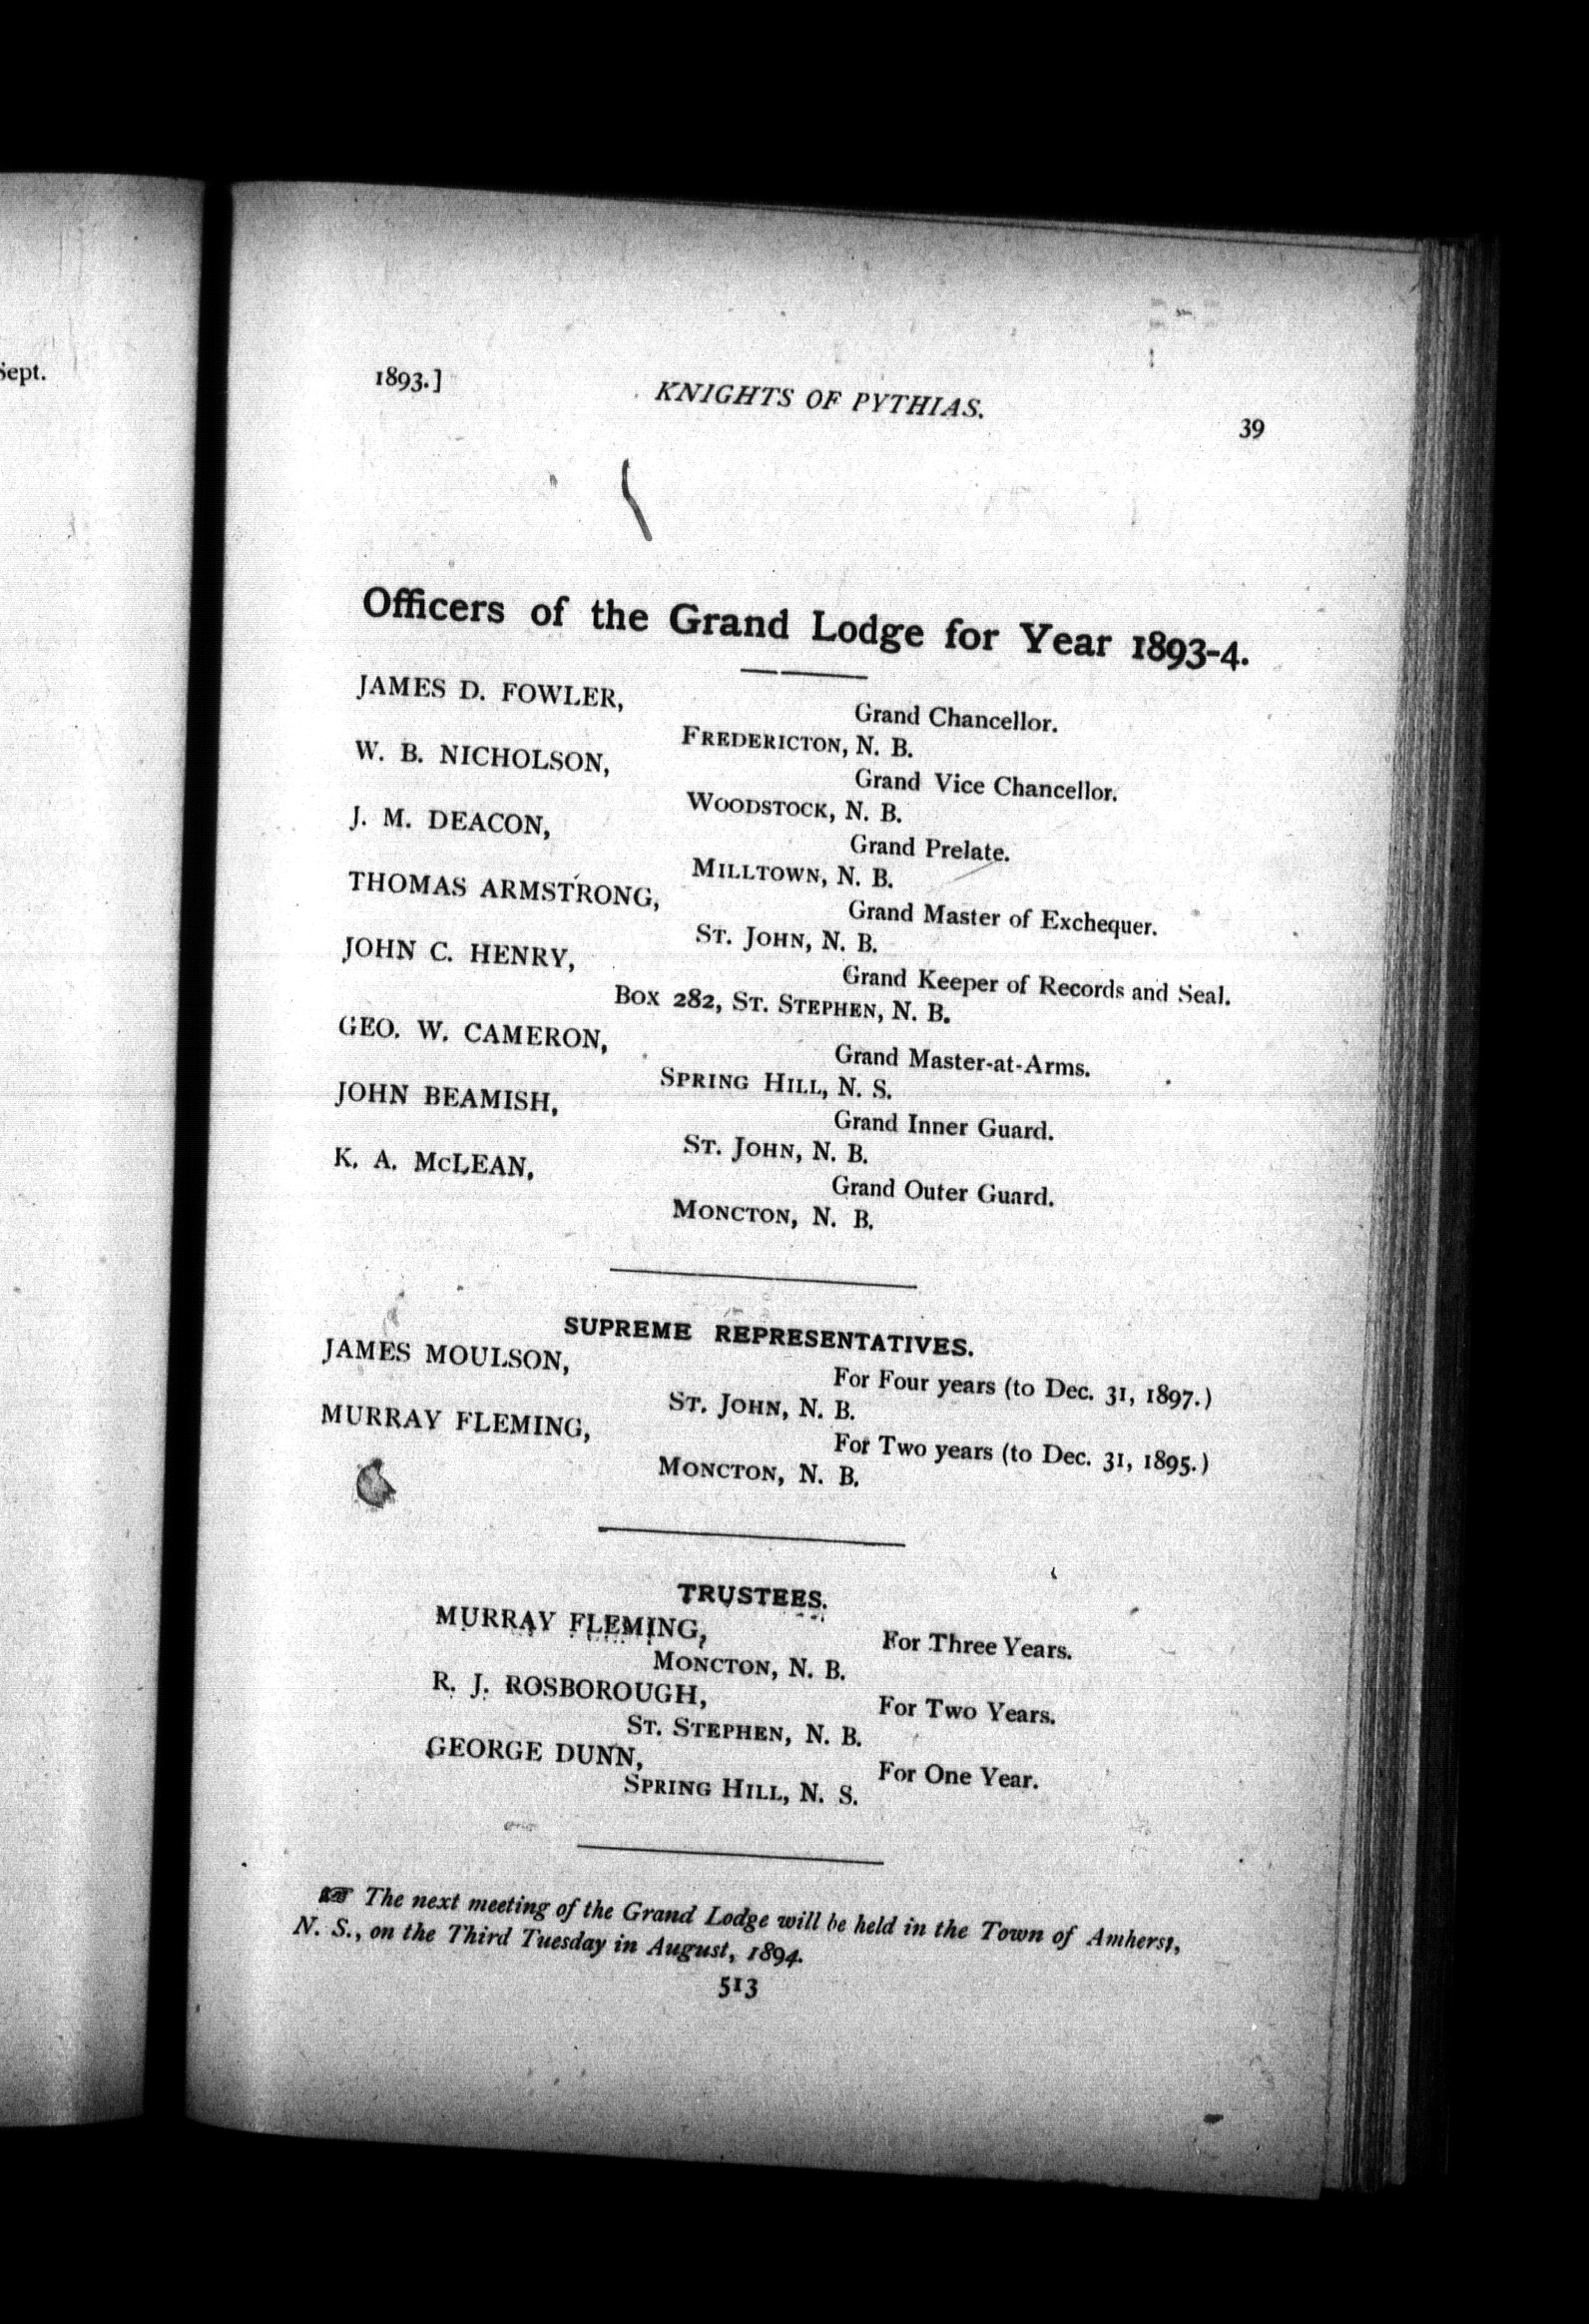 Sept.
1893.] KNIGHTS OF PYTHIAS. 39
Officers of the Grand Lodge for Year 1893-4.
JAMES D. FOWLER, Grand Chancellor.
FREDERICTON, N. B.
W. B. NICHOLSON, Grand Vice Chancellor.
WOODSTOCK, N. B.
J. M. DEACON, Grand Prelate.
MILLTOWN, N. B.
THOMAS ARMSTRONG, Grand Master of Exchequer.
ST. JOHN, N. B.
JOHN C. HENRY, Grand Keeper of Records and Seal.
BOX 282, ST. STEPHEN, N. B.
GEO. W. CAMERON, Grand Master-at-Arms.
SPRING HILL, N. S.
JOHN BEAMISH, Grand Inner Guard.
ST. JOHN, N. B.
K. A. McLEAN, Grand Outer Guard.
MONCTON, N. B.
SUPREME REPRESENTATIVES.
JAMES MOULSON, For Four years (to Dec. 31, 1897.)
ST. JOHN, N. B.
MURRAY FLEMING, For Two years (to Dec. 31, 1895.)
MONCTON, N. B.
TRUSTEES.
MURRAY FLEMING, For Three Years.
MONCTON, N. B.
R. J. ROSBOROUGH, For Two Years.
ST. STEPHEN, N. B.
GEORGE DUNN, For One Year.
SPRING HILL, N. S.
☞ The next meeting of the Grand Lodge will be held in the Town of Amherst,
N. S., on the Third Tuesday in August, 1894.
513